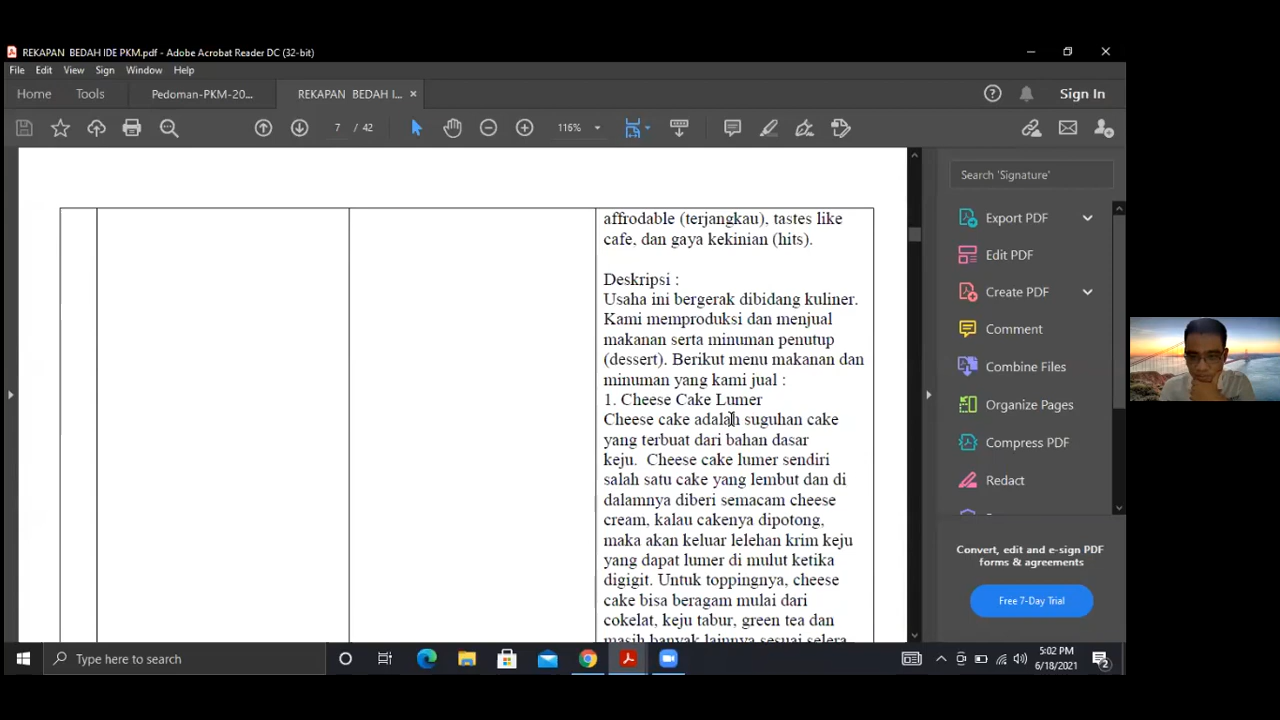 REKAPAN BEDAH IDE PKM.pdf - Adobe Acrobat Reader DC (32-bit)
File Edit View Sign Window Help
Home Tools Pedoman-PKM-20... REKAPAN BEDAH I... × Sign In
7 / 42 116%
Search 'Signature'
Export PDF
Edit PDF
Create PDF
Comment
Combine Files
Organize Pages
Compress PDF
Redact
Convert, edit and e-sign PDF
forms & agreements
Free 7-Day Trial
affrodable (terjangkau), tastes like
cafe, dan gaya kekinian (hits).
Deskripsi :
Usaha ini bergerak dibidang kuliner.
Kami memproduksi dan menjual
makanan serta minuman penutup
(dessert). Berikut menu makanan dan
minuman yang kami jual :
1. Cheese Cake Lumer
Cheese cake adalah suguhan cake
yang terbuat dari bahan dasar
keju. Cheese cake lumer sendiri
salah satu cake yang lembut dan di
dalamnya diberi semacam cheese
cream, kalau cakenya dipotong,
maka akan keluar lelehan krim keju
yang dapat lumer di mulut ketika
digigit. Untuk toppingnya, cheese
cake bisa beragam mulai dari
cokelat, keju tabur, green tea dan
masih banyak lainnya sesuai selera
Type here to search
5:02 PM
6/18/2021
2